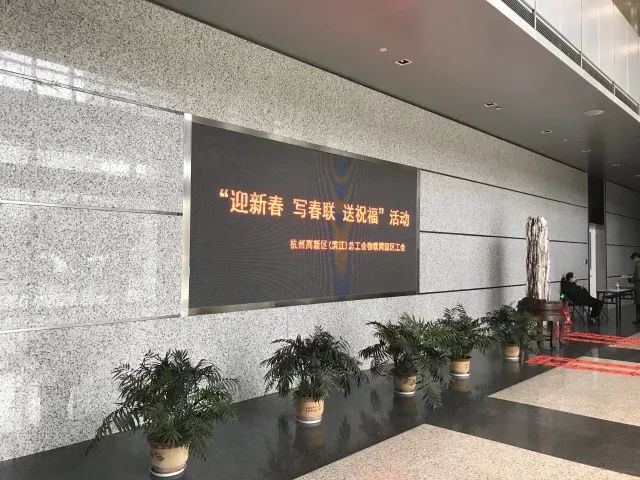 “迎新春 写春联 送祝福”活动
杭州高新区(滨江)总工会物联网园区工会